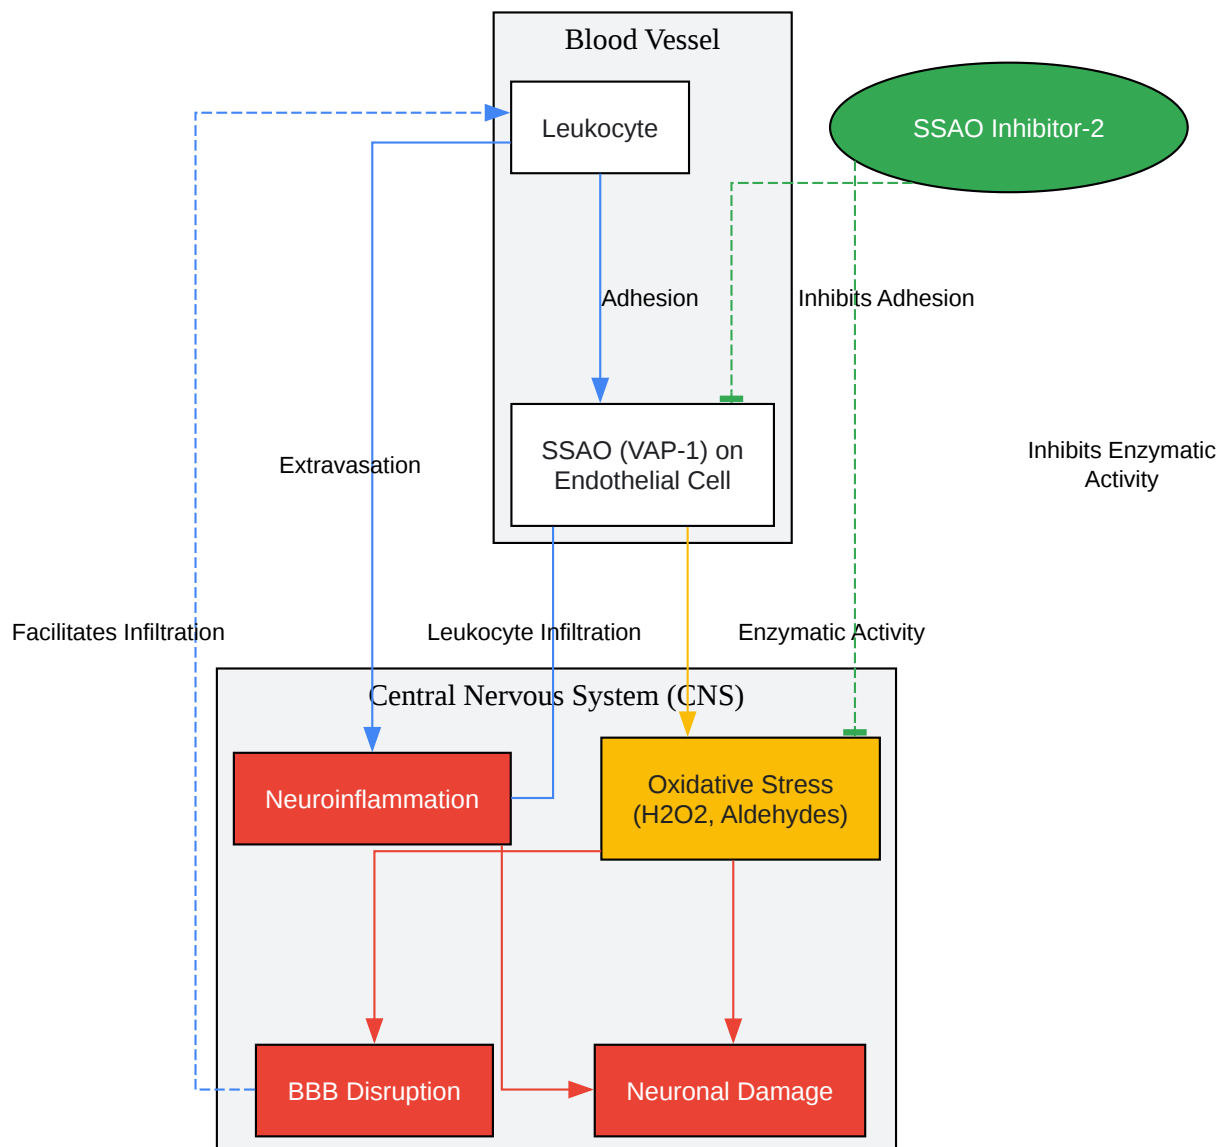 Blood Vessel
Leukocyte
SSAO Inhibitor-2
Adhesion
Inhibits Adhesion
SSAO (VAP-1) on
Endothelial Cell
Extravasation
Inhibits Enzymatic
Activity
Facilitates Infiltration
Leukocyte Infiltration
Enzymatic Activity
Central Nervous System (CNS)
Neuroinflammation
Oxidative Stress
(H2O2, Aldehydes)
BBB Disruption
Neuronal Damage